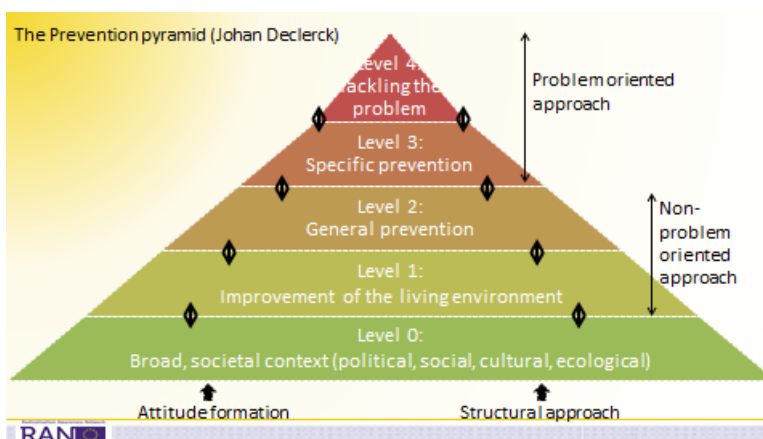 The Prevention pyramid (Johan Declerck)
Level 4:
Tackling the
problem
Problem oriented
approach
Level 3:
Specific prevention
Level 2:
General prevention
Non-
problem
oriented
approach
Level 1:
Improvement of the living environment
Level 0:
Broad, societal context (political, social, cultural, ecological)
Attitude formation
Structural approach
RAN